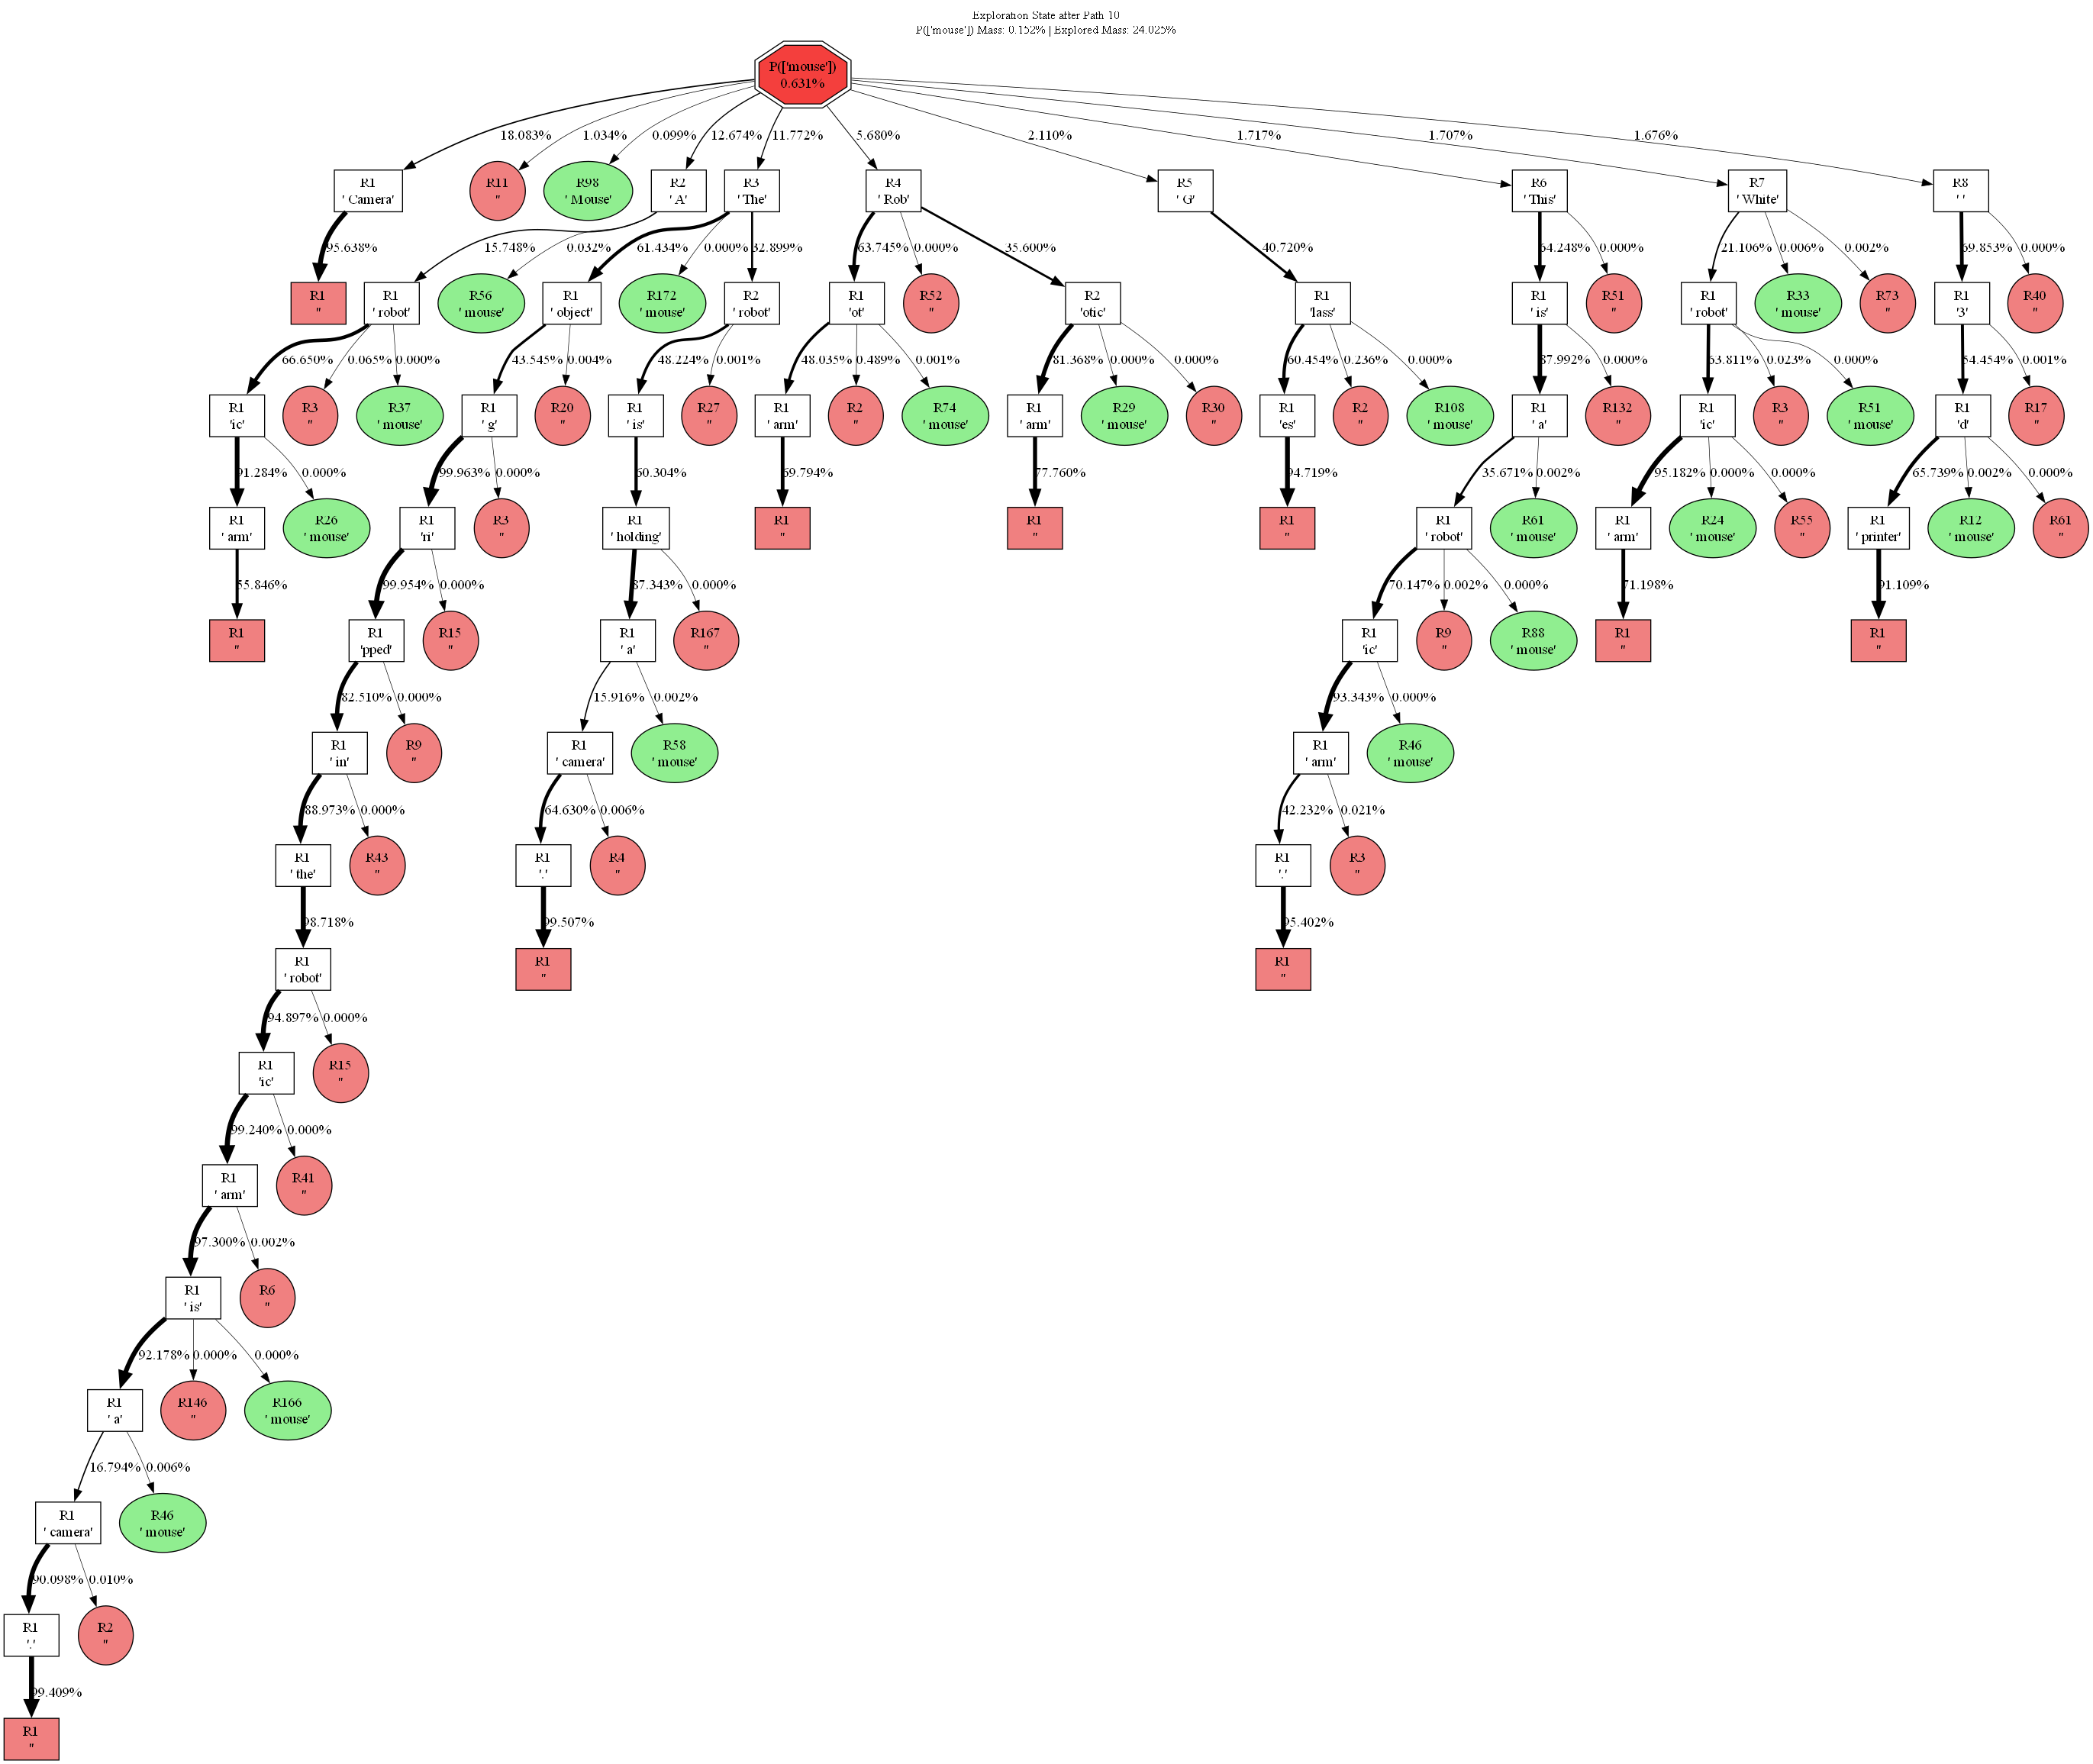 Exploration State after Path 10
P(['mouse']) Mass: 0.152% | Explored Mass: 24.025%
P(['mouse'])
0.631%
18.083%
1.034%
0.099%
12.674%
11.772%
5.680%
2.110%
1.717%
1.707%
1.676%
R1
' Camera'
R11
''
R98
' Mouse'
R2
' A'
R3
' The'
R4
' Rob'
R5
' G'
R6
' This'
R7
' White'
R8
' '
95.638%
15.748%
0.032%
61.434%
0.000%
32.899%
63.745%
0.000%
35.600%
40.720%
64.248%
0.000%
21.106%
0.006%
0.002%
69.853%
0.000%
R1
''
R1
' robot'
R56
' mouse'
R1
' object'
R172
' mouse'
R2
' robot'
R1
'ot'
R52
''
R2
'otic'
R1
'lass'
R1
' is'
R51
''
R1
' robot'
R33
' mouse'
R73
''
R1
'3'
R40
''
66.650%
0.065%
0.000%
43.545%
0.004%
48.224%
0.001%
48.035%
0.489%
0.001%
81.368%
0.000%
0.000%
60.454%
0.236%
0.000%
87.992%
0.000%
63.811%
0.023%
0.000%
54.454%
0.001%
R1
'ic'
R3
''
R37
' mouse'
R1
' g'
R20
''
R1
' is'
R27
''
R1
' arm'
R2
''
R74
' mouse'
R1
' arm'
R29
' mouse'
R30
''
R1
'es'
R2
''
R108
' mouse'
R1
' a'
R132
''
R1
'ic'
R3
''
R51
' mouse'
R1
'd'
R17
''
91.284%
0.000%
99.963%
0.000%
60.304%
69.794%
77.760%
94.719%
35.671%
0.002%
95.182%
0.000%
0.000%
65.739%
0.002%
0.000%
R1
' arm'
R26
' mouse'
R1
'ri'
R3
''
R1
' holding'
R1
''
R1
''
R1
''
R1
' robot'
R61
' mouse'
R1
' arm'
R24
' mouse'
R55
''
R1
' printer'
R12
' mouse'
R61
''
55.846%
99.954%
0.000%
87.343%
0.000%
70.147%
0.002%
0.000%
71.198%
91.109%
R1
''
R1
'pped'
R15
''
R1
' a'
R167
''
R1
'ic'
R9
''
R88
' mouse'
R1
''
R1
''
82.510%
0.000%
15.916%
0.002%
93.343%
0.000%
R1
' in'
R9
''
R1
' camera'
R58
' mouse'
R1
' arm'
R46
' mouse'
88.973%
0.000%
64.630%
0.006%
42.232%
0.021%
R1
' the'
R43
''
R1
'.'
R4
''
R1
'.'
R3
''
98.718%
99.507%
95.402%
R1
' robot'
R1
''
R1
''
94.897%
0.000%
R1
'ic'
R15
''
99.240%
0.000%
R1
' arm'
R41
''
97.300%
0.002%
R1
' is'
R6
''
92.178%
0.000%
0.000%
R1
' a'
R146
''
R166
' mouse'
16.794%
0.006%
R1
' camera'
R46
' mouse'
90.098%
0.010%
R1
'.'
R2
''
99.409%
R1
''